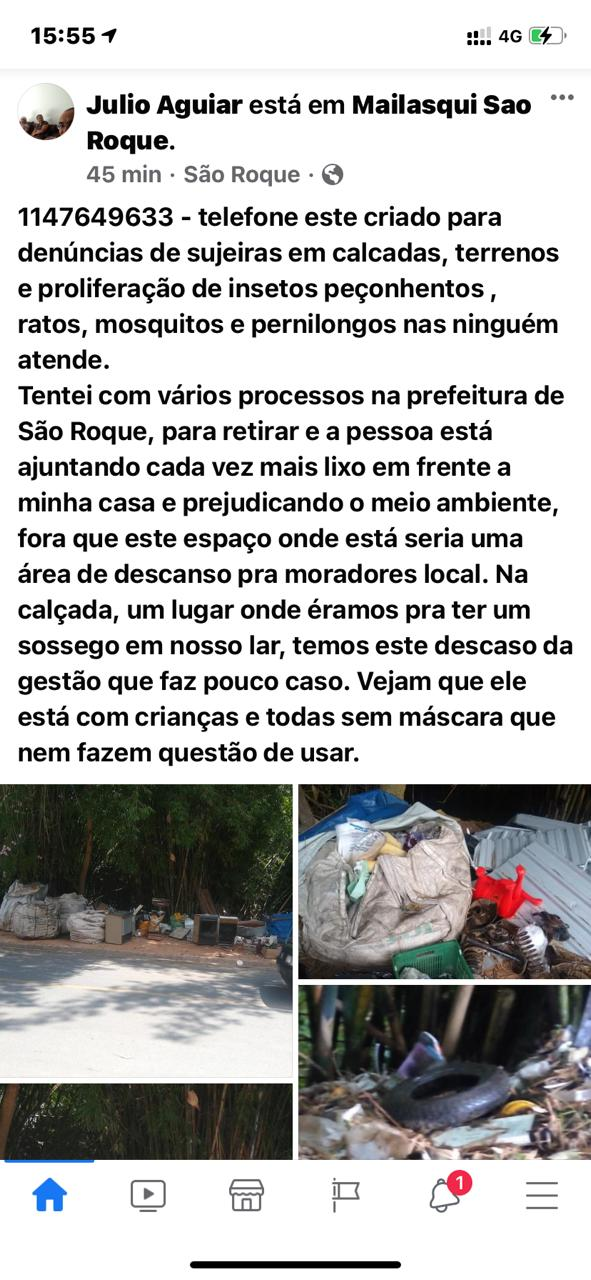 15:55
4G
Julio Aguiar está em Mailasqui Sao
Roque.
45 min · São Roque ·
1147649633 - telefone este criado para
denúncias de sujeiras em calcadas, terrenos
e proliferação de insetos peçonhentos ,
ratos, mosquitos e pernilongos nas ninguém
atende.
Tentei com vários processos na prefeitura de
São Roque, para retirar e a pessoa está
ajuntando cada vez mais lixo em frente a
minha casa e prejudicando o meio ambiente,
fora que este espaço onde está seria uma
área de descanso pra moradores local. Na
calçada, um lugar onde éramos pra ter um
sossego em nosso lar, temos este descaso da
gestão que faz pouco caso. Vejam que ele
está com crianças e todas sem máscara que
nem fazem questão de usar.
1